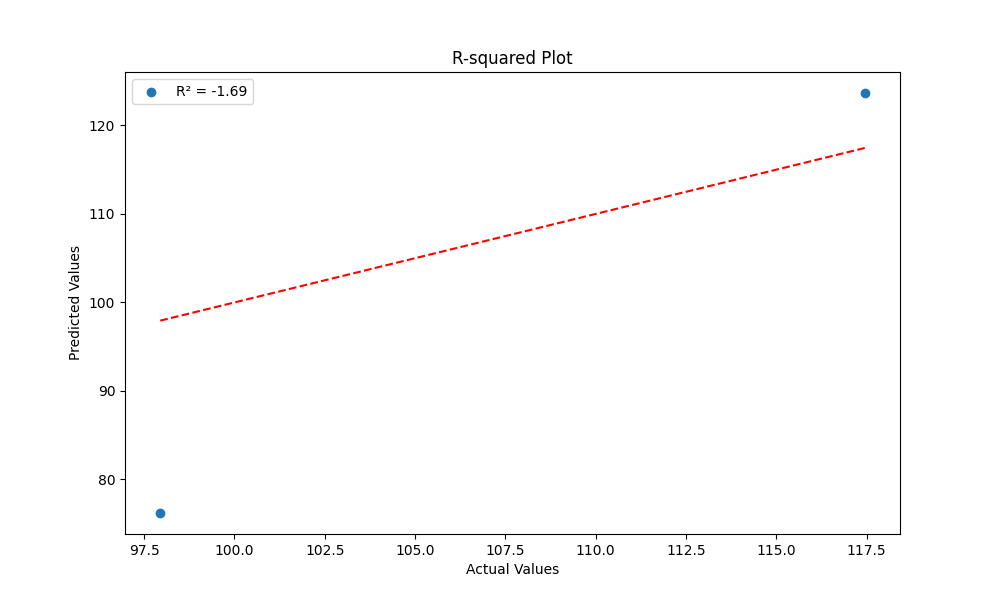 R-squared Plot
R² = -1.69
120
110
100
90
80
Predicted Values
97.5 100.0 102.5 105.0 107.5 110.0 112.5 115.0 117.5
Actual Values